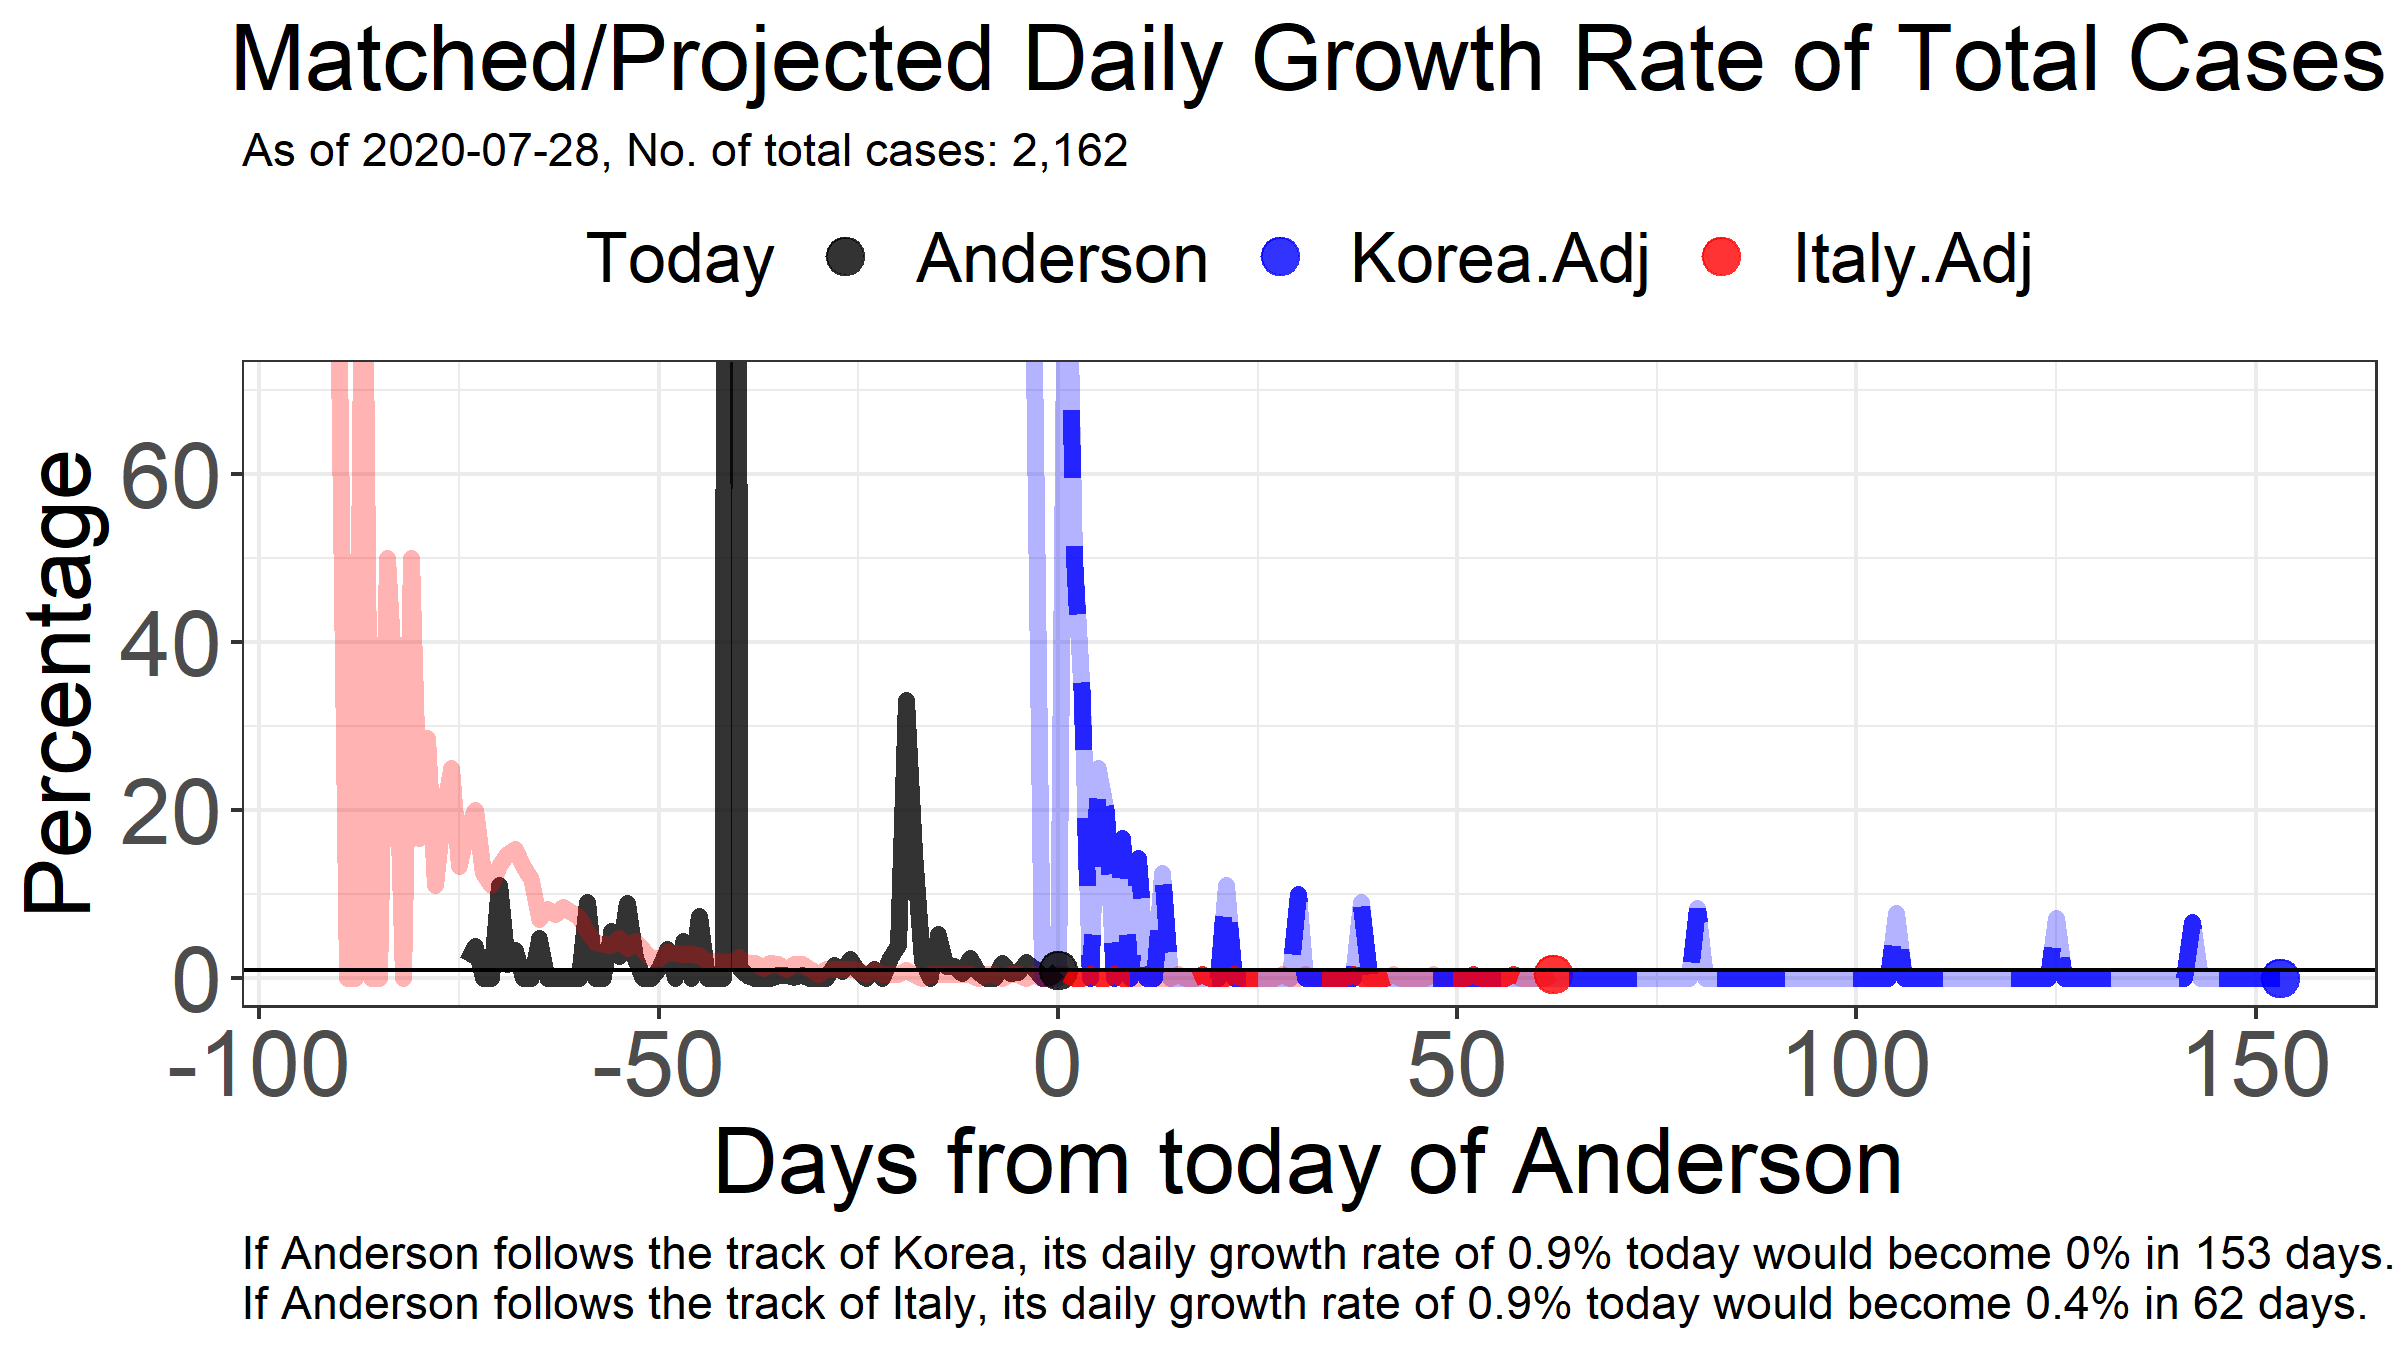 Matched/Projected Daily Growth Rate of Total Cases
As of 2020-07-28, No. of total cases: 2,162
Today Anderson Korea.Adj Italy.Adj
Percentage
60
40
20
0
-100 -50 0 50 100 150
Days from today of Anderson
If Anderson follows the track of Korea, its daily growth rate of 0.9% today would become 0% in 153 days.
If Anderson follows the track of Italy, its daily growth rate of 0.9% today would become 0.4% in 62 days.